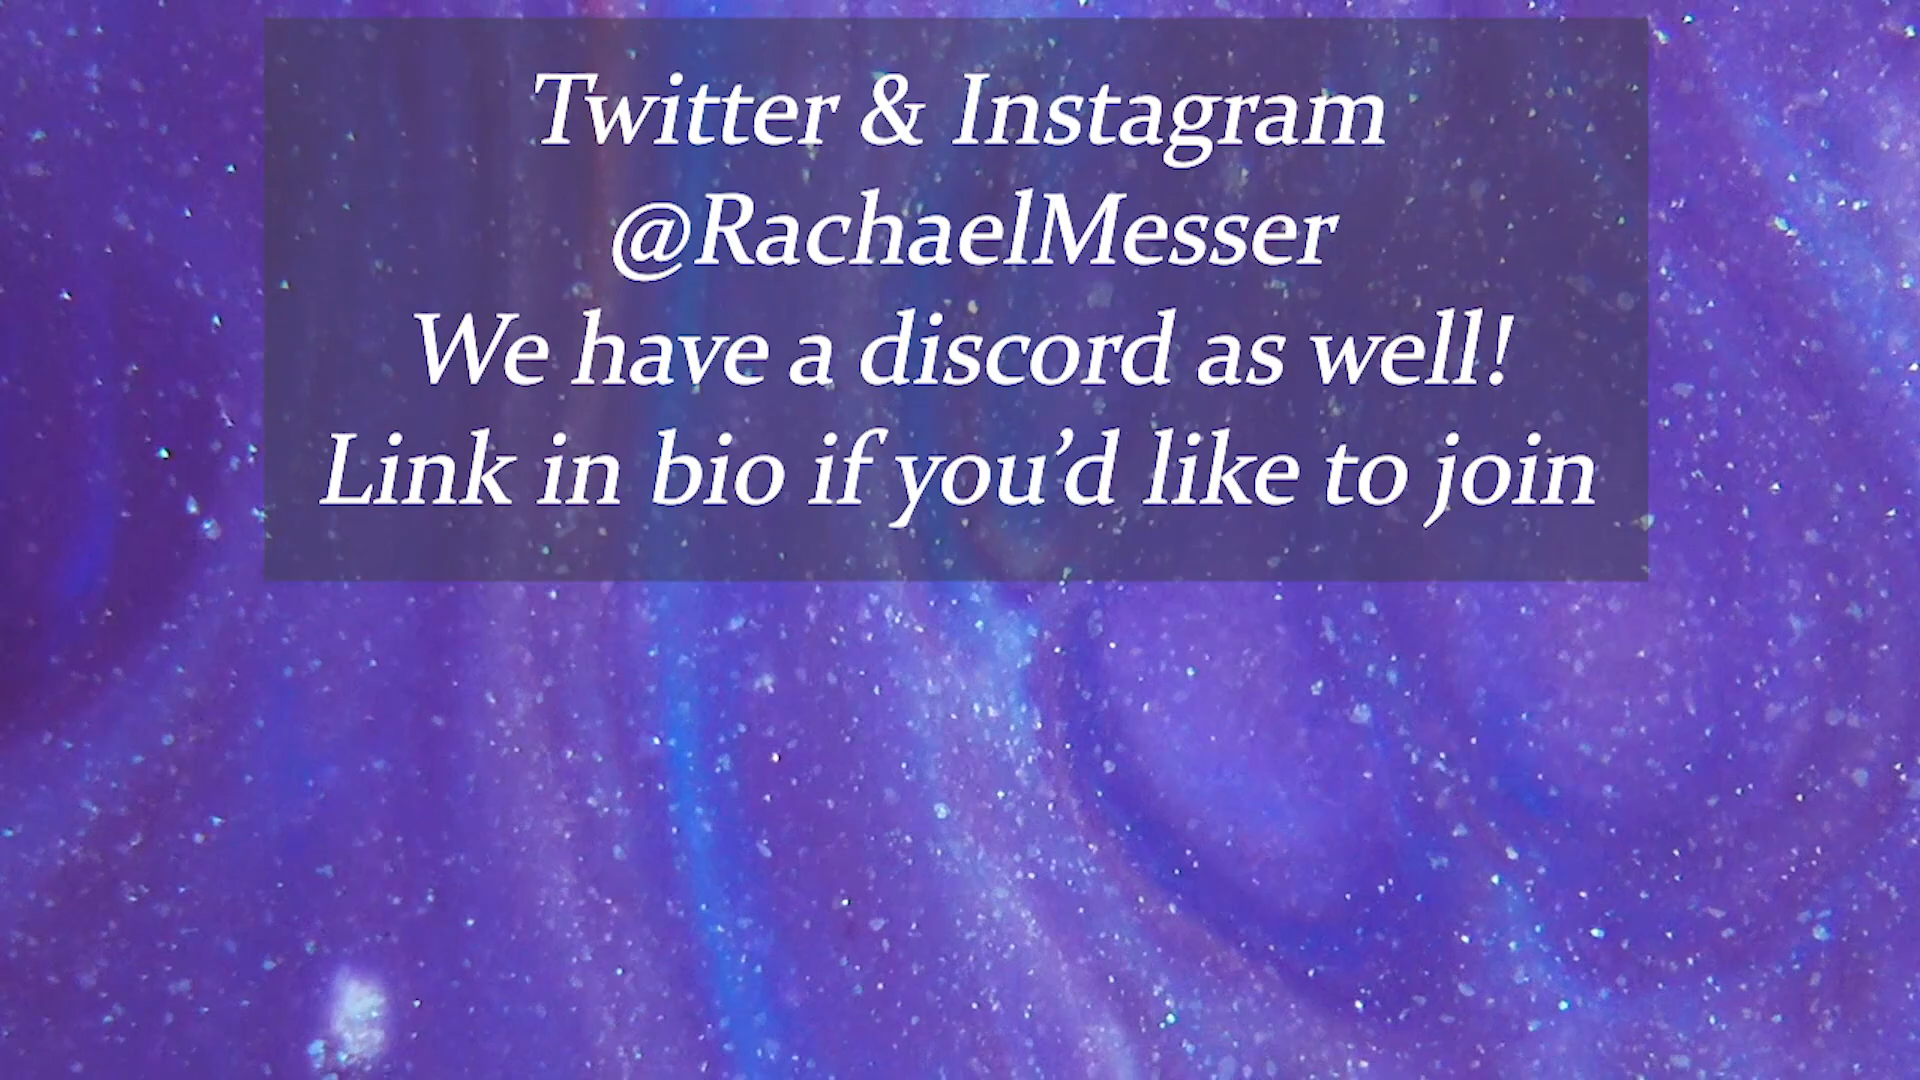 Twitter & Instagram
@RachaelMesser
We have a discord as well!
Link in bio if you’d like to join